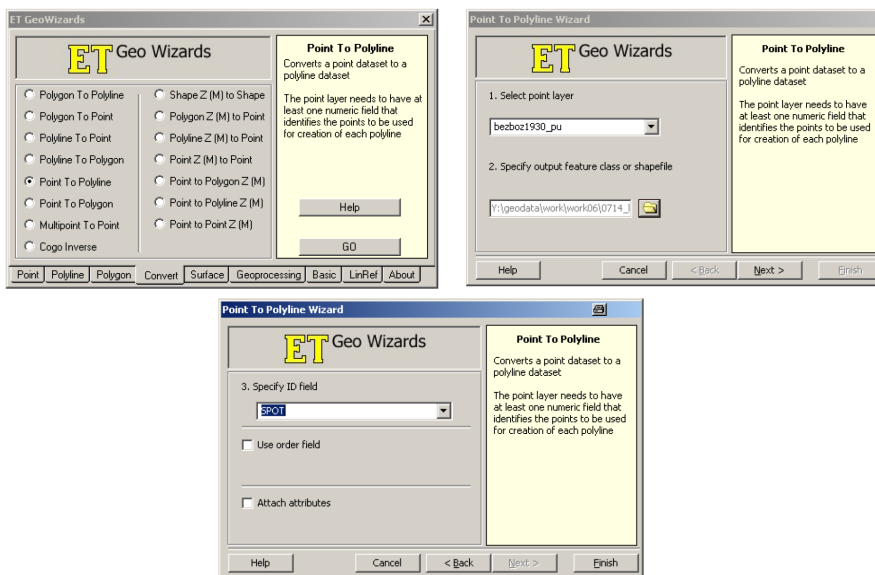 ET GeoWizards
ET Geo Wizards
Polygon To Polyline
Polygon To Point
Polyline To Point
Polyline To Polygon
Point To Polyline
Point To Polygon
Multipoint To Point
Cogo Inverse
Shape Z (M) to Shape
Polygon Z (M) to Point
Polyline Z (M) to Point
Point Z (M) to Point
Point to Polygon Z (M)
Point to Polyline Z (M)
Point to Point Z (M)
Point To Polyline
Converts a point dataset to a
polyline dataset
The point layer needs to have at
least one numeric field that
identifies the points to be used
for creation of each polyline
Help
GO
Point Polyline Polygon Convert Surface Geoprocessing Basic LinRef About
Point To Polyline Wizard
ET Geo Wizards
1. Select point layer
bezboz1930_pu
2. Specify output feature class or shapefile
Y:\geodata\work\work06\0714_
Point To Polyline
Converts a point dataset to a
polyline dataset
The point layer needs to have
at least one numeric field that
identifies the points to be used
for creation of each polyline
Help Cancel < Back Next > Finish
Point To Polyline Wizard
ET Geo Wizards
3. Specify ID field
SPOT
Use order field
Attach attributes
Point To Polyline
Converts a point dataset to a
polyline dataset
The point layer needs to have
at least one numeric field that
identifies the points to be used
for creation of each polyline
Help Cancel < Back Next > Finish